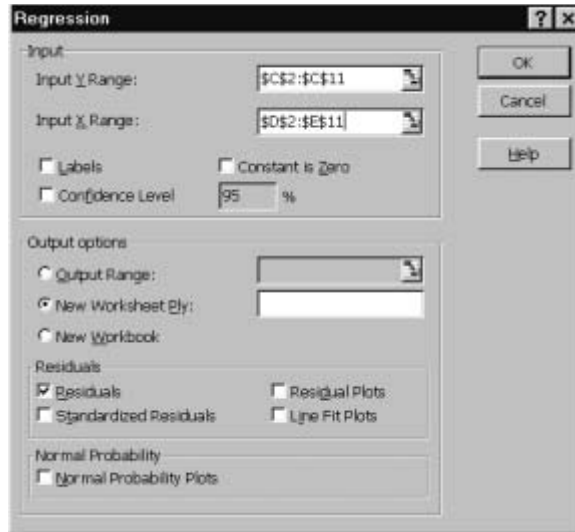 Regression
Input
Input Y Range: $C$2:$C$11
Input X Range: $D$2:$E$11
Labels Constant is Zero
Confidence Level 95 %
OK
Cancel
Help
Output options
Output Range:
New Worksheet Ply:
New Workbook
Residuals
Residuals Residual Plots
Standardized Residuals Line Fit Plots
Normal Probability
Normal Probability Plots